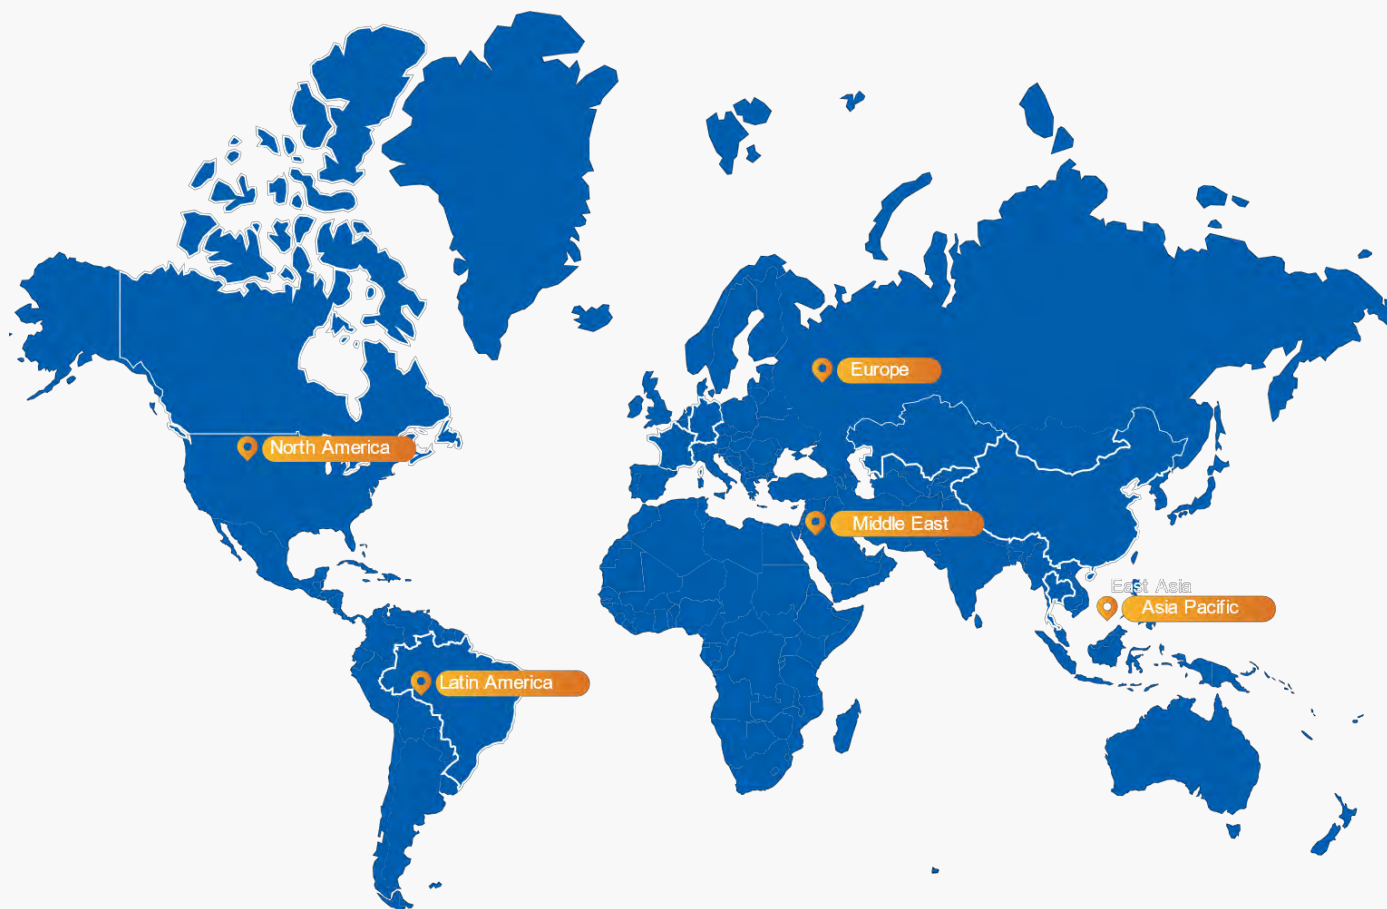 Europe
North America
Middle East
East Asia
Asia Pacific
Latin America